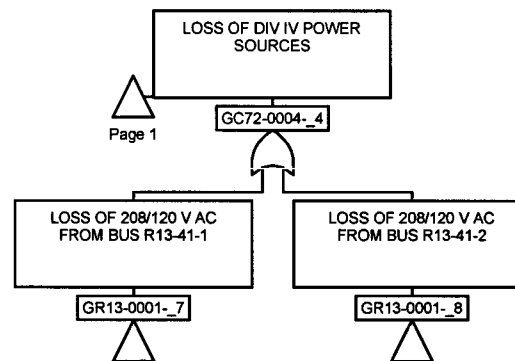 LOSS OF DIV IV POWER
SOURCES
Page 1
GC72-0004-_4
LOSS OF 208/120 V AC
FROM BUS R13-41-1
LOSS OF 208/120 V AC
FROM BUS R13-41-2
GR13-0001-_7
GR13-0001-_8